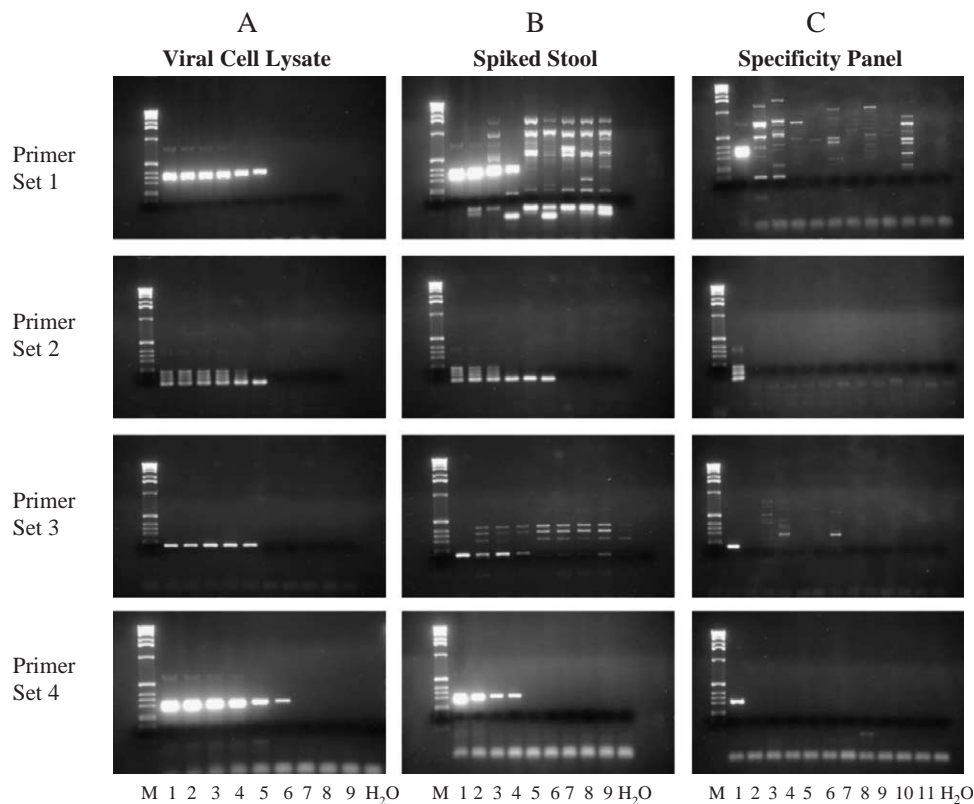 A B C
Viral Cell Lysate Spiked Stool Specificity Panel
Primer
Set 1
Primer
Set 2
Primer
Set 3
Primer
Set 4
M 1 2 3 4 5 6 7 8 9 H₂O M 1 2 3 4 5 6 7 8 9 H₂O M 1 2 3 4 5 6 7 8 9 10 11 H₂O